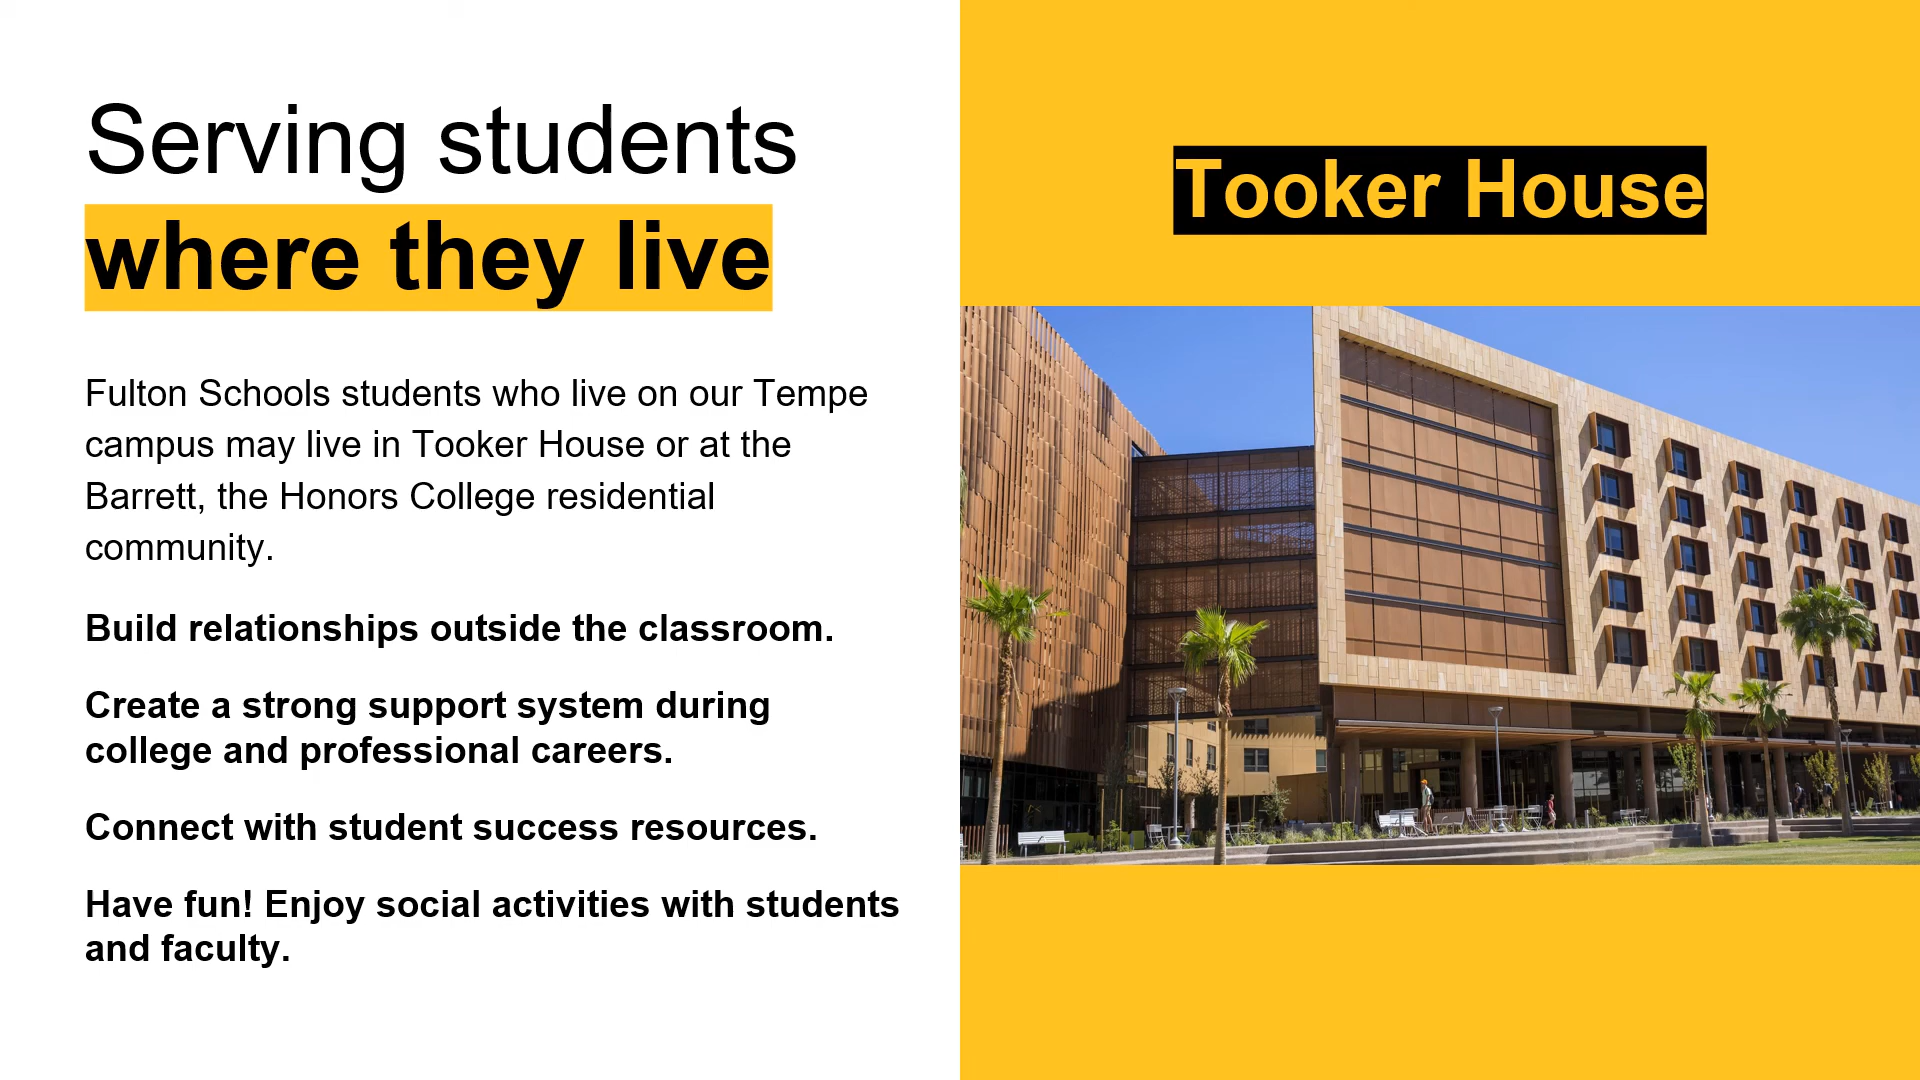 Serving students
where they live
Fulton Schools students who live on our Tempe
campus may live in Tooker House or at the
Barrett, the Honors College residential
community.
Build relationships outside the classroom.
Create a strong support system during
college and professional careers.
Connect with student success resources.
Have fun! Enjoy social activities with students
and faculty.
Tooker House